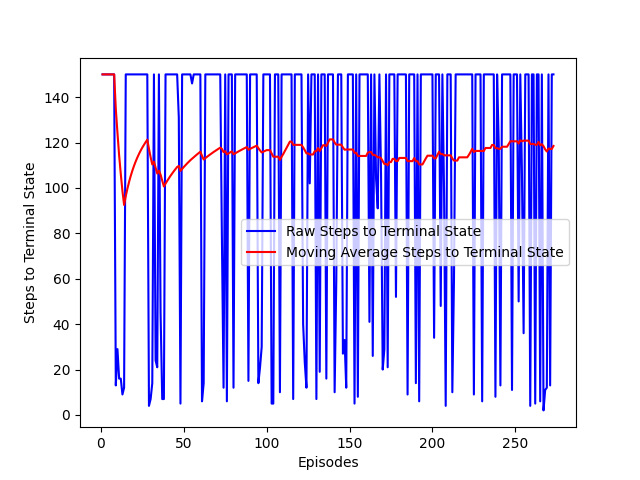 140
120
100
80
60
40
20
0
Steps to Terminal State
Raw Steps to Terminal State
Moving Average Steps to Terminal State
0 50 100 150 200 250
Episodes